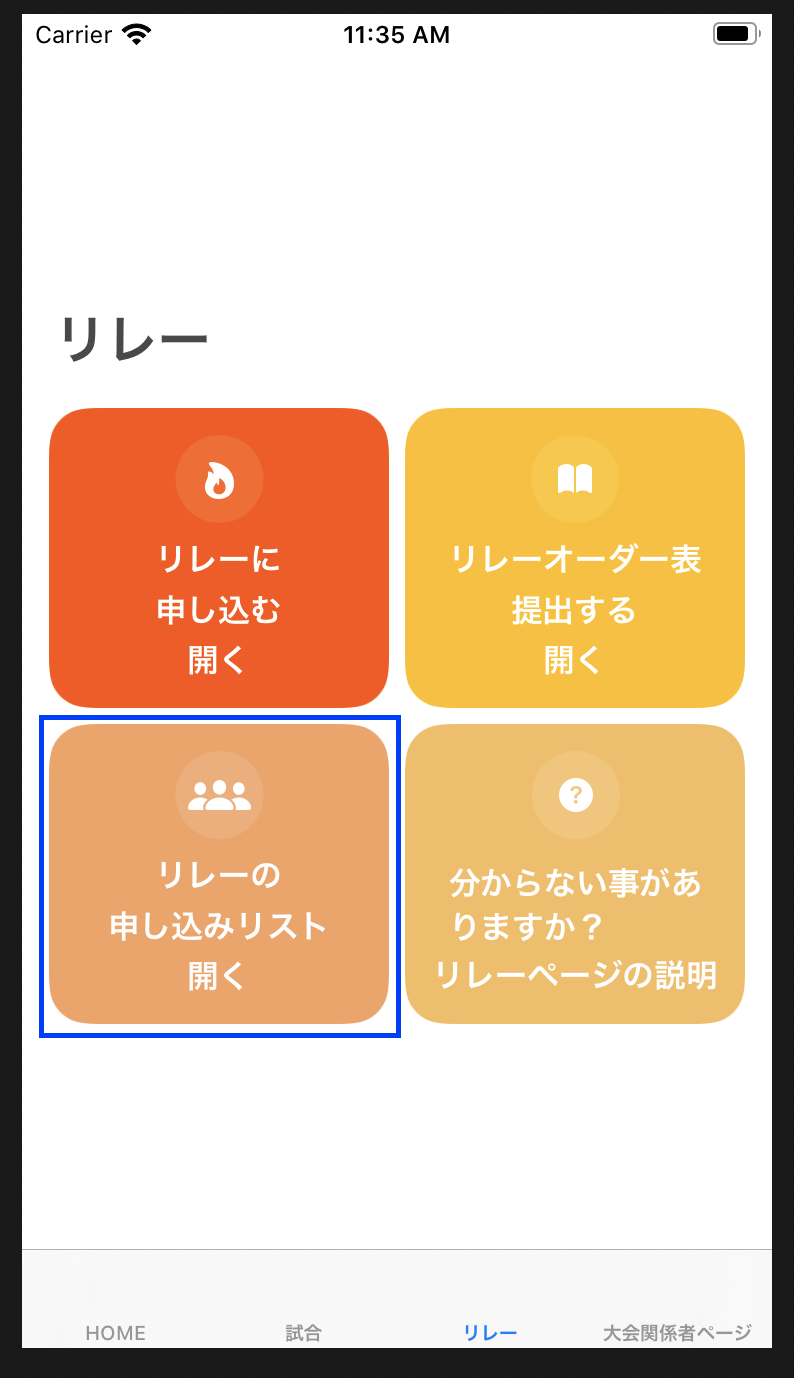 Carrier 11:35 AM
リレー
リレーに
申し込む
開く
リレーオーダー表
提出する
開く
リレーの
申し込みリスト
開く
?
分からない事があ
りますか？
リレーページの説明
HOME 試合 リレー 大会関係者ページ